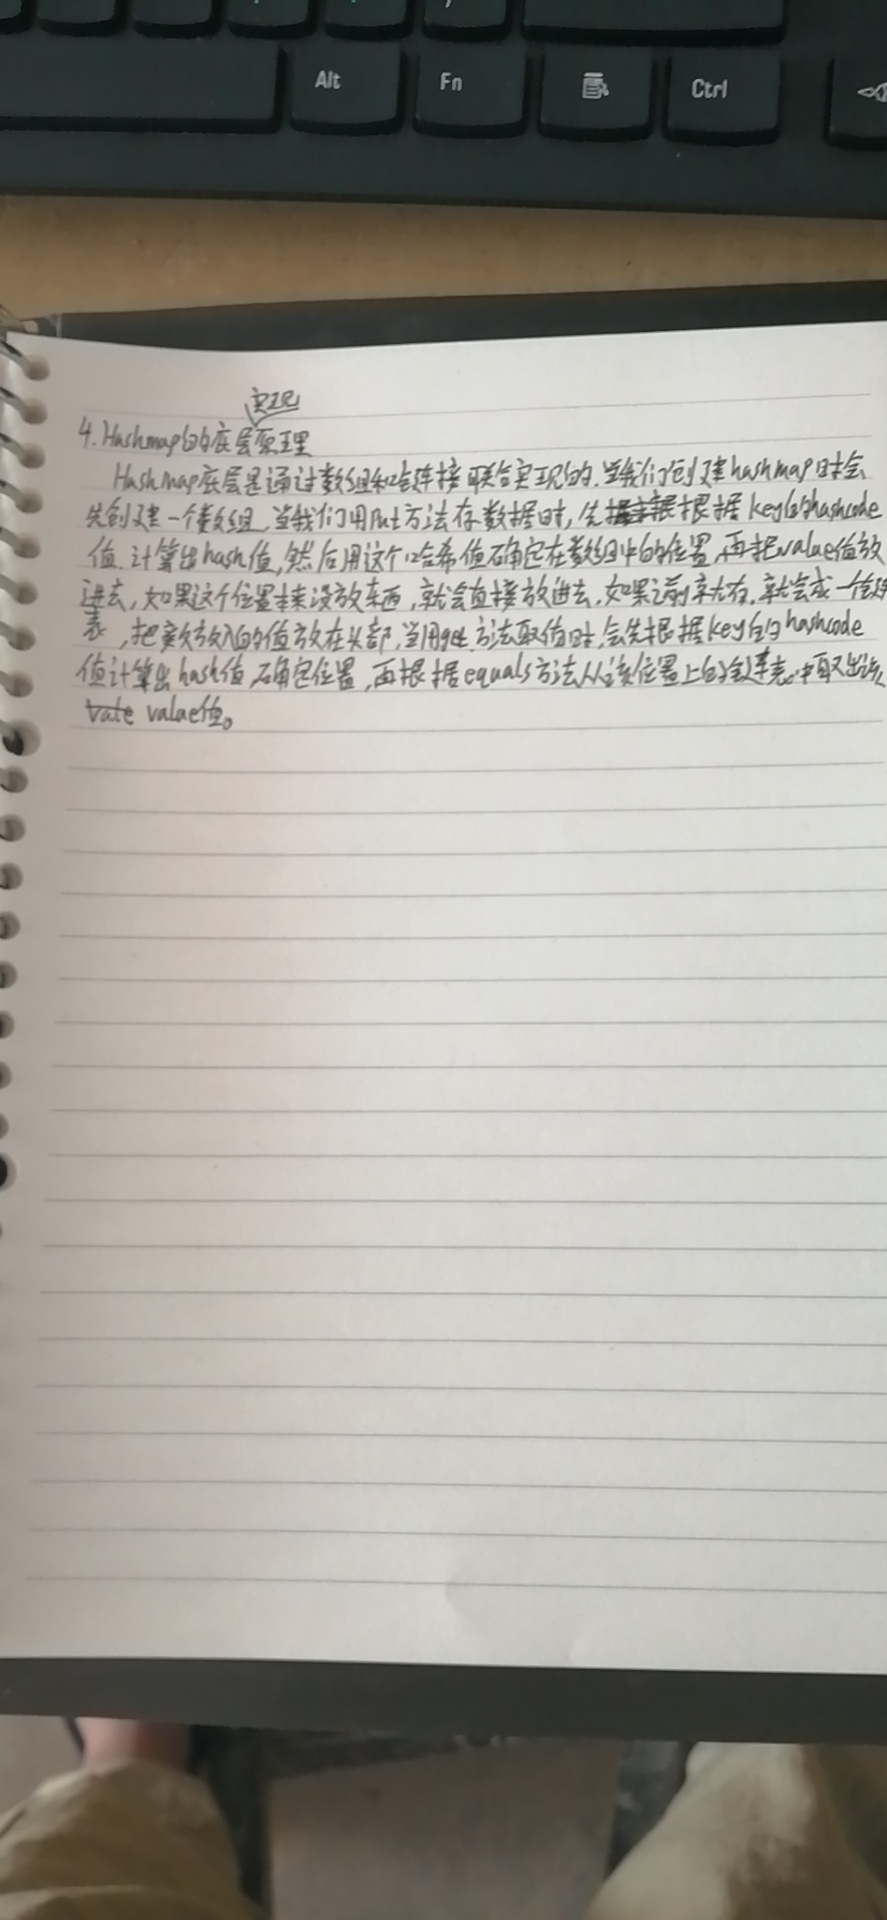 Alt Fn Ctrl
实现
4.Hashmap的底层原理
HashMap底层是通过数组和链接联合实现的,当我们创建hashmap时会
先创建一个数组,当我们用Put方法存数据时,先根据key的hashcode
值,计算出hash值,然后用这个哈希值确定在数组中的位置,再把value值放
进去,如果这个位置本来没放东西,就会直接放进去,如果之前就有,就会成一个链
表,把新放入的值放在头部,当用get方法取值时,会先根据key的hashcode
值计算出hash值,确定位置,再根据equals方法从该位置上的链表中取出该
value值。